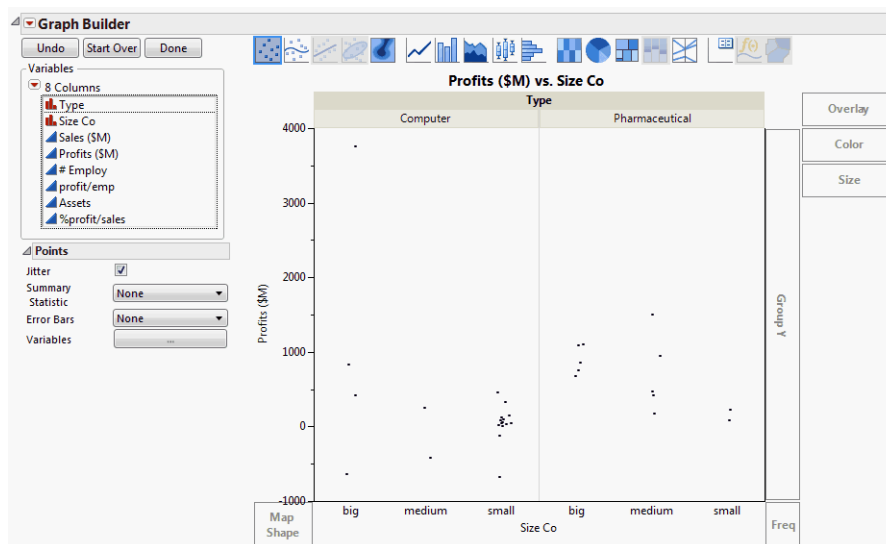 Graph Builder
Undo Start Over Done
Variables
8 Columns
Type
Size Co
Sales ($M)
Profits ($M)
# Employ
profit/emp
Assets
%profit/sales
Points
Jitter
Summary
Statistic
None
Error Bars
None
Variables
...
Profits ($M) vs. Size Co
Type
Computer Pharmaceutical
4000
3000
2000
1000
0
-1000
Profits ($M)
big medium small big medium small
Size Co
Map
Shape
Overlay
Color
Size
Group Y
Freq